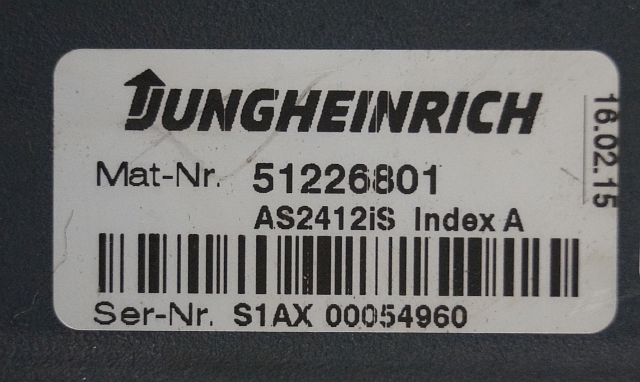 JUNGHEINRICH
16.02.15
Mat-Nr. 51226801
AS2412iS Index A
Ser-Nr. S1AX 00054960